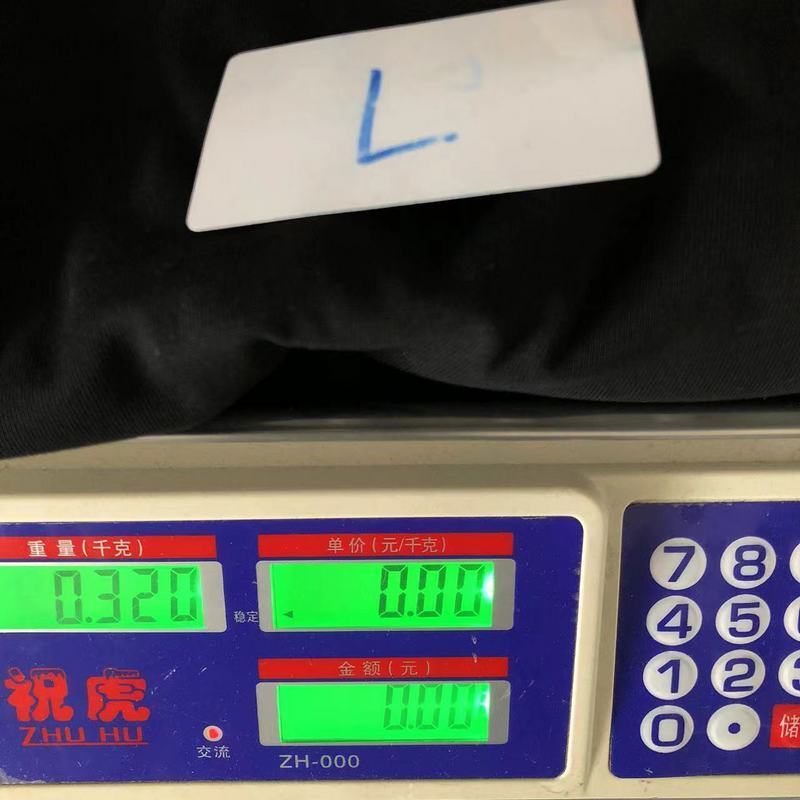 L
重量(千克)
单价(元/千克)
0.320
稳定
0.00
金额(元)
0.00
祝虎
ZHU HU
交流
ZH-000
7 8
4 5
1 2
0 .
储